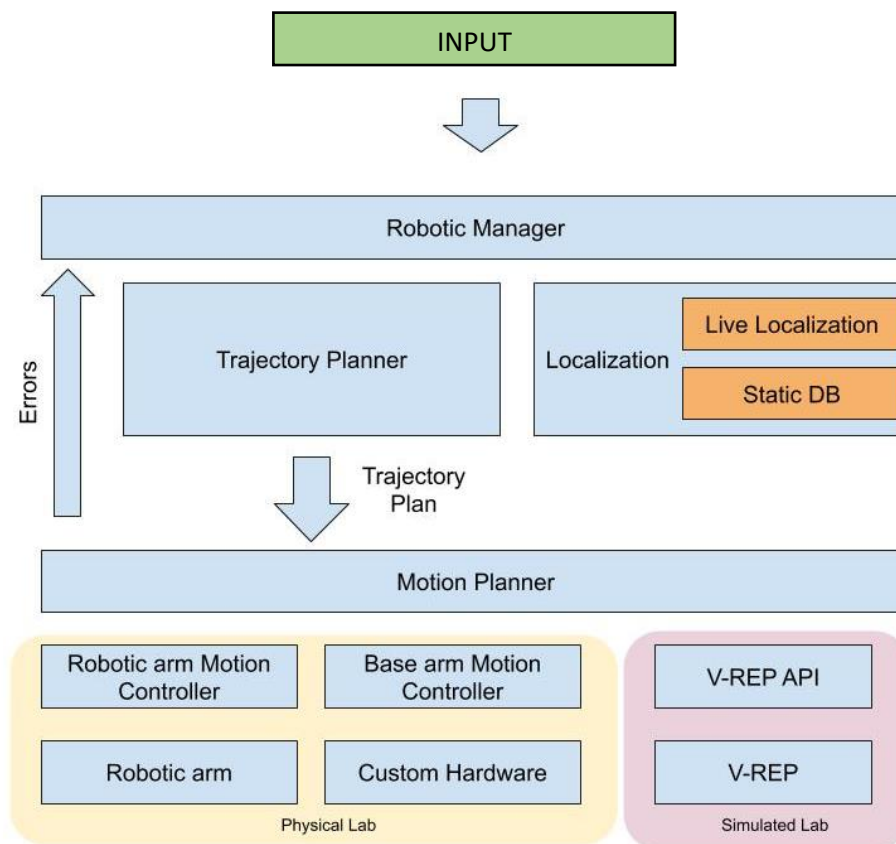 INPUT
Robotic Manager
Errors
Trajectory Planner
Localization
Live Localization
Static DB
Trajectory
Plan
Motion Planner
Robotic arm Motion
Controller
Base arm Motion
Controller
V-REP API
Robotic arm
Custom Hardware
V-REP
Physical Lab
Simulated Lab